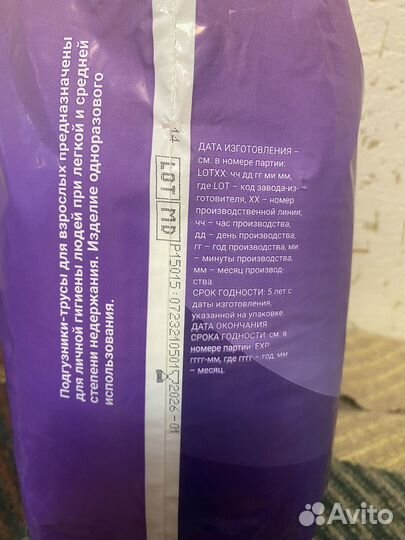 Подгузники-трусы для взрослых предназначены
для личной гигиены людей при легкой и средней
степени недержания. Изделие одноразового
использования.
14
LOT MD
P15015:0723210501
2026-01
ДАТА ИЗГОТОВЛЕНИЯ –
см. в номере партии:
LOTXX: чч дд гг ми мм,
где LOT – код завода-из-
готовителя, XX – номер
производственной линии,
чч – час производства,
дд – день производства,
гг – год производства, ми
– минуты производства,
мм – месяц производ-
ства.
СРОК ГОДНОСТИ: 5 лет с
даты изготовления,
указанной на упаковке.
ДАТА ОКОНЧАНИЯ
СРОКА ГОДНОСТИ: см. в
номере партии: EXP
гггг-мм, где гггг – год, мм
– месяц.
Avito